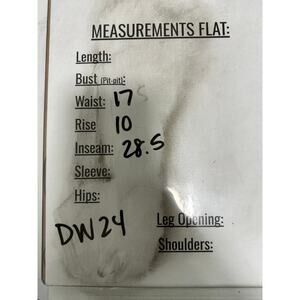 MEASUREMENTS FLAT:
Length:
Bust (Pit-pit):
Waist: 17
Rise 10
Inseam: 28.5
Sleeve:
Hips:
DW24
Leg Opening:
Shoulders: